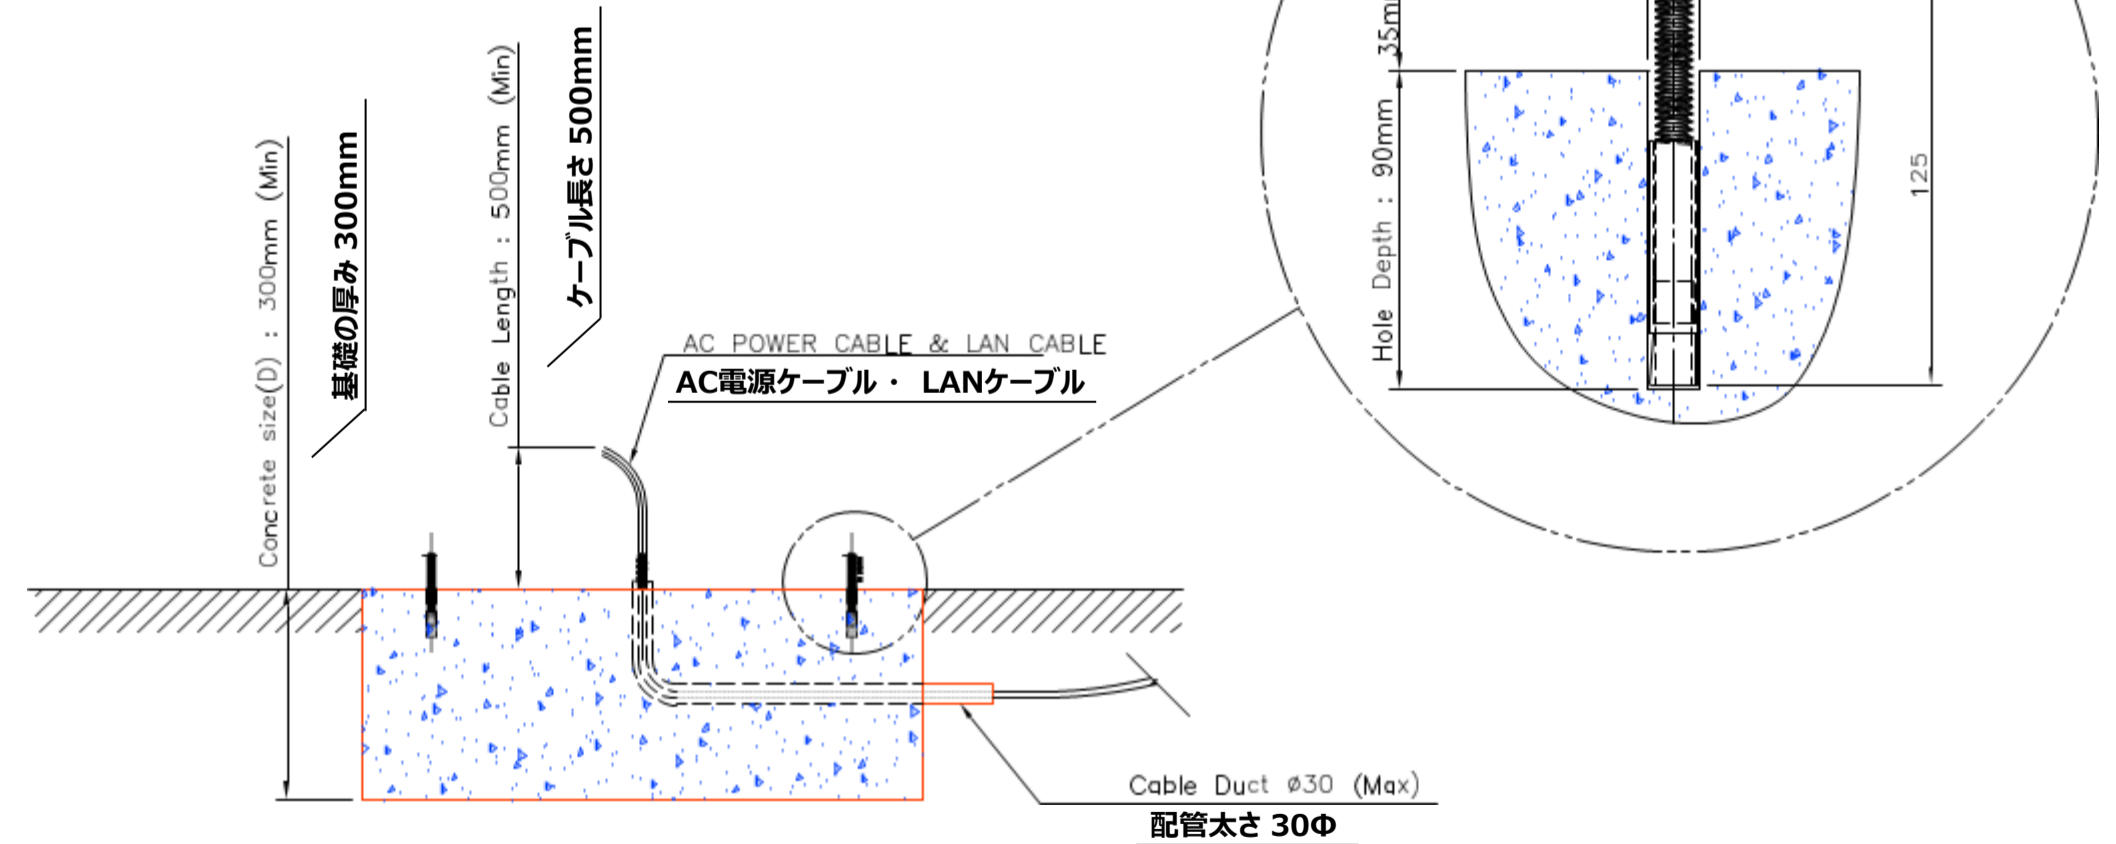 Concrete size(D) : 300mm (Min)
基礎の厚み 300mm
Cable Length : 500mm (Min)
ケーブル長さ 500mm
AC POWER CABLE & LAN CABLE
AC電源ケーブル・ LANケーブル
Cable Duct ø30 (Max)
配管太さ 30Φ
Hole Depth : 90mm
125